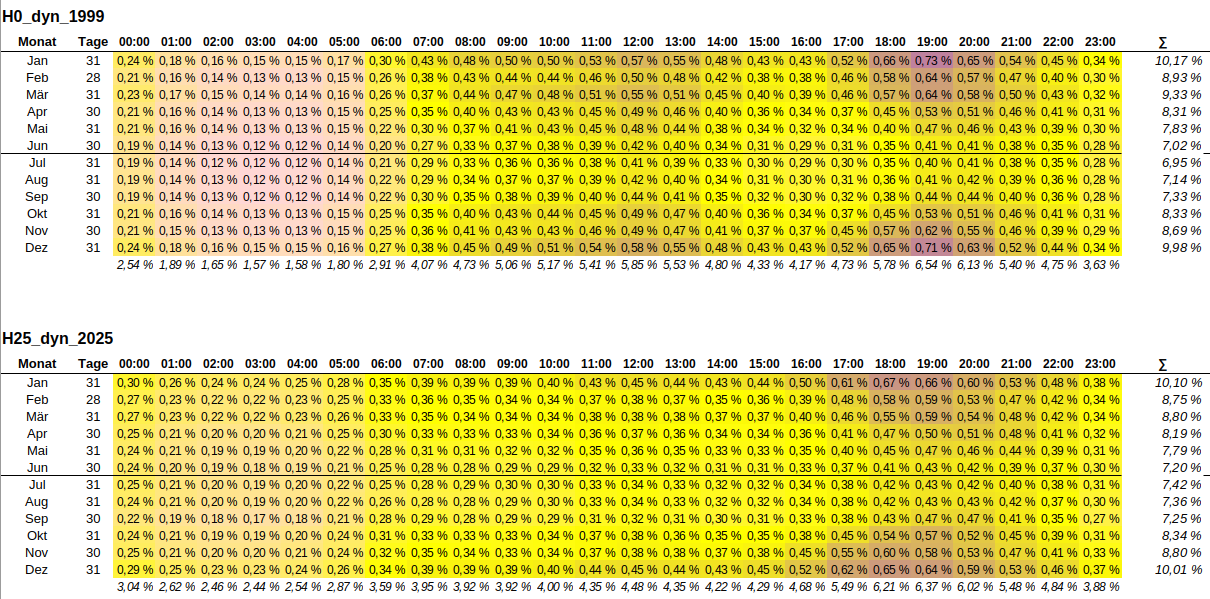 H0_dyn_1999
Monat Tage 00:00 01:00 02:00 03:00 04:00 05:00 06:00 07:00 08:00 09:00 10:00 11:00 12:00 13:00 14:00 15:00 16:00 17:00 18:00 19:00 20:00 21:00 22:00 23:00 ∑
Jan 31 0,24 % 0,18 % 0,16 % 0,15 % 0,15 % 0,17 % 0,30 % 0,43 % 0,48 % 0,50 % 0,50 % 0,53 % 0,57 % 0,55 % 0,48 % 0,43 % 0,43 % 0,52 % 0,66 % 0,73 % 0,65 % 0,54 % 0,45 % 0,34 % 10,17 %
Feb 28 0,21 % 0,16 % 0,14 % 0,13 % 0,13 % 0,15 % 0,26 % 0,38 % 0,43 % 0,44 % 0,44 % 0,46 % 0,50 % 0,48 % 0,42 % 0,38 % 0,38 % 0,46 % 0,58 % 0,64 % 0,57 % 0,47 % 0,40 % 0,30 % 8,93 %
Mär 31 0,23 % 0,17 % 0,15 % 0,14 % 0,14 % 0,16 % 0,26 % 0,37 % 0,44 % 0,47 % 0,48 % 0,51 % 0,55 % 0,51 % 0,45 % 0,40 % 0,39 % 0,46 % 0,57 % 0,64 % 0,58 % 0,50 % 0,43 % 0,32 % 9,33 %
Apr 30 0,21 % 0,16 % 0,14 % 0,13 % 0,13 % 0,15 % 0,25 % 0,35 % 0,40 % 0,43 % 0,43 % 0,45 % 0,49 % 0,46 % 0,40 % 0,36 % 0,34 % 0,37 % 0,45 % 0,53 % 0,51 % 0,46 % 0,41 % 0,31 % 8,31 %
Mai 31 0,21 % 0,16 % 0,14 % 0,13 % 0,13 % 0,15 % 0,22 % 0,30 % 0,37 % 0,41 % 0,43 % 0,45 % 0,48 % 0,44 % 0,38 % 0,34 % 0,32 % 0,34 % 0,40 % 0,47 % 0,46 % 0,43 % 0,39 % 0,30 % 7,83 %
Jun 30 0,19 % 0,14 % 0,13 % 0,12 % 0,12 % 0,14 % 0,20 % 0,27 % 0,33 % 0,37 % 0,38 % 0,39 % 0,42 % 0,40 % 0,34 % 0,31 % 0,29 % 0,31 % 0,35 % 0,41 % 0,41 % 0,38 % 0,35 % 0,28 % 7,02 %
Jul 31 0,19 % 0,14 % 0,12 % 0,12 % 0,12 % 0,14 % 0,21 % 0,29 % 0,33 % 0,36 % 0,36 % 0,38 % 0,41 % 0,39 % 0,33 % 0,30 % 0,29 % 0,30 % 0,35 % 0,40 % 0,41 % 0,38 % 0,35 % 0,28 % 6,95 %
Aug 31 0,19 % 0,14 % 0,13 % 0,12 % 0,12 % 0,14 % 0,22 % 0,29 % 0,34 % 0,37 % 0,37 % 0,39 % 0,42 % 0,40 % 0,34 % 0,31 % 0,30 % 0,31 % 0,36 % 0,41 % 0,42 % 0,39 % 0,36 % 0,28 % 7,14 %
Sep 30 0,19 % 0,14 % 0,13 % 0,12 % 0,12 % 0,14 % 0,22 % 0,30 % 0,35 % 0,38 % 0,39 % 0,40 % 0,44 % 0,41 % 0,35 % 0,32 % 0,30 % 0,32 % 0,38 % 0,44 % 0,44 % 0,40 % 0,36 % 0,28 % 7,33 %
Okt 31 0,21 % 0,16 % 0,14 % 0,13 % 0,13 % 0,15 % 0,25 % 0,35 % 0,40 % 0,43 % 0,44 % 0,45 % 0,49 % 0,47 % 0,40 % 0,36 % 0,34 % 0,37 % 0,45 % 0,53 % 0,51 % 0,46 % 0,41 % 0,31 % 8,33 %
Nov 30 0,21 % 0,15 % 0,14 % 0,13 % 0,13 % 0,15 % 0,25 % 0,36 % 0,41 % 0,43 % 0,43 % 0,46 % 0,49 % 0,47 % 0,41 % 0,37 % 0,37 % 0,45 % 0,57 % 0,62 % 0,55 % 0,46 % 0,39 % 0,29 % 8,69 %
Dez 31 0,24 % 0,18 % 0,16 % 0,15 % 0,15 % 0,16 % 0,27 % 0,38 % 0,45 % 0,49 % 0,51 % 0,54 % 0,58 % 0,55 % 0,48 % 0,43 % 0,43 % 0,52 % 0,65 % 0,71 % 0,63 % 0,52 % 0,44 % 0,34 % 9,98 %
2,54 % 1,89 % 1,65 % 1,57 % 1,58 % 1,80 % 2,91 % 4,07 % 4,73 % 5,06 % 5,17 % 5,41 % 5,85 % 5,53 % 4,80 % 4,33 % 4,17 % 4,73 % 5,78 % 6,54 % 6,13 % 5,40 % 4,75 % 3,63 %
H25_dyn_2025
Monat Tage 00:00 01:00 02:00 03:00 04:00 05:00 06:00 07:00 08:00 09:00 10:00 11:00 12:00 13:00 14:00 15:00 16:00 17:00 18:00 19:00 20:00 21:00 22:00 23:00 ∑
Jan 31 0,30 % 0,26 % 0,24 % 0,24 % 0,25 % 0,28 % 0,35 % 0,39 % 0,39 % 0,39 % 0,40 % 0,43 % 0,45 % 0,44 % 0,43 % 0,44 % 0,50 % 0,61 % 0,67 % 0,66 % 0,60 % 0,53 % 0,48 % 0,38 % 10,10 %
Feb 28 0,27 % 0,23 % 0,22 % 0,22 % 0,23 % 0,25 % 0,33 % 0,36 % 0,35 % 0,34 % 0,34 % 0,37 % 0,38 % 0,37 % 0,35 % 0,36 % 0,39 % 0,48 % 0,58 % 0,59 % 0,53 % 0,47 % 0,42 % 0,34 % 8,75 %
Mär 31 0,27 % 0,23 % 0,22 % 0,22 % 0,23 % 0,26 % 0,33 % 0,35 % 0,34 % 0,34 % 0,34 % 0,38 % 0,38 % 0,38 % 0,37 % 0,37 % 0,40 % 0,46 % 0,55 % 0,59 % 0,54 % 0,48 % 0,42 % 0,34 % 8,80 %
Apr 30 0,25 % 0,21 % 0,20 % 0,20 % 0,21 % 0,25 % 0,30 % 0,33 % 0,33 % 0,33 % 0,34 % 0,36 % 0,37 % 0,36 % 0,34 % 0,34 % 0,36 % 0,41 % 0,47 % 0,50 % 0,51 % 0,48 % 0,41 % 0,32 % 8,19 %
Mai 31 0,24 % 0,21 % 0,19 % 0,19 % 0,20 % 0,22 % 0,28 % 0,31 % 0,31 % 0,32 % 0,32 % 0,35 % 0,36 % 0,35 % 0,33 % 0,33 % 0,35 % 0,40 % 0,45 % 0,47 % 0,46 % 0,44 % 0,39 % 0,31 % 7,79 %
Jun 30 0,24 % 0,20 % 0,19 % 0,18 % 0,19 % 0,21 % 0,25 % 0,28 % 0,28 % 0,29 % 0,29 % 0,32 % 0,33 % 0,32 % 0,31 % 0,31 % 0,33 % 0,37 % 0,41 % 0,43 % 0,42 % 0,39 % 0,37 % 0,30 % 7,20 %
Jul 31 0,25 % 0,21 % 0,20 % 0,19 % 0,20 % 0,22 % 0,25 % 0,28 % 0,29 % 0,30 % 0,30 % 0,33 % 0,34 % 0,33 % 0,32 % 0,32 % 0,34 % 0,38 % 0,42 % 0,43 % 0,42 % 0,40 % 0,38 % 0,31 % 7,42 %
Aug 31 0,24 % 0,21 % 0,20 % 0,19 % 0,20 % 0,22 % 0,26 % 0,28 % 0,28 % 0,29 % 0,30 % 0,33 % 0,34 % 0,33 % 0,32 % 0,32 % 0,34 % 0,38 % 0,42 % 0,43 % 0,43 % 0,42 % 0,37 % 0,30 % 7,36 %
Sep 30 0,22 % 0,19 % 0,18 % 0,17 % 0,18 % 0,21 % 0,28 % 0,29 % 0,28 % 0,29 % 0,29 % 0,31 % 0,32 % 0,31 % 0,30 % 0,31 % 0,33 % 0,38 % 0,43 % 0,47 % 0,47 % 0,41 % 0,35 % 0,27 % 7,25 %
Okt 31 0,24 % 0,21 % 0,19 % 0,19 % 0,20 % 0,24 % 0,31 % 0,33 % 0,33 % 0,33 % 0,34 % 0,37 % 0,38 % 0,36 % 0,35 % 0,35 % 0,38 % 0,45 % 0,54 % 0,57 % 0,52 % 0,45 % 0,39 % 0,31 % 8,34 %
Nov 30 0,25 % 0,21 % 0,20 % 0,20 % 0,21 % 0,24 % 0,32 % 0,35 % 0,34 % 0,33 % 0,34 % 0,37 % 0,38 % 0,38 % 0,37 % 0,38 % 0,45 % 0,55 % 0,60 % 0,58 % 0,53 % 0,47 % 0,41 % 0,33 % 8,80 %
Dez 31 0,29 % 0,25 % 0,23 % 0,23 % 0,24 % 0,26 % 0,34 % 0,39 % 0,39 % 0,39 % 0,40 % 0,44 % 0,45 % 0,44 % 0,43 % 0,45 % 0,52 % 0,62 % 0,65 % 0,64 % 0,59 % 0,53 % 0,46 % 0,37 % 10,01 %
3,04 % 2,62 % 2,46 % 2,44 % 2,54 % 2,87 % 3,59 % 3,95 % 3,92 % 3,92 % 4,00 % 4,35 % 4,48 % 4,35 % 4,22 % 4,29 % 4,68 % 5,49 % 6,21 % 6,37 % 6,02 % 5,48 % 4,84 % 3,88 %